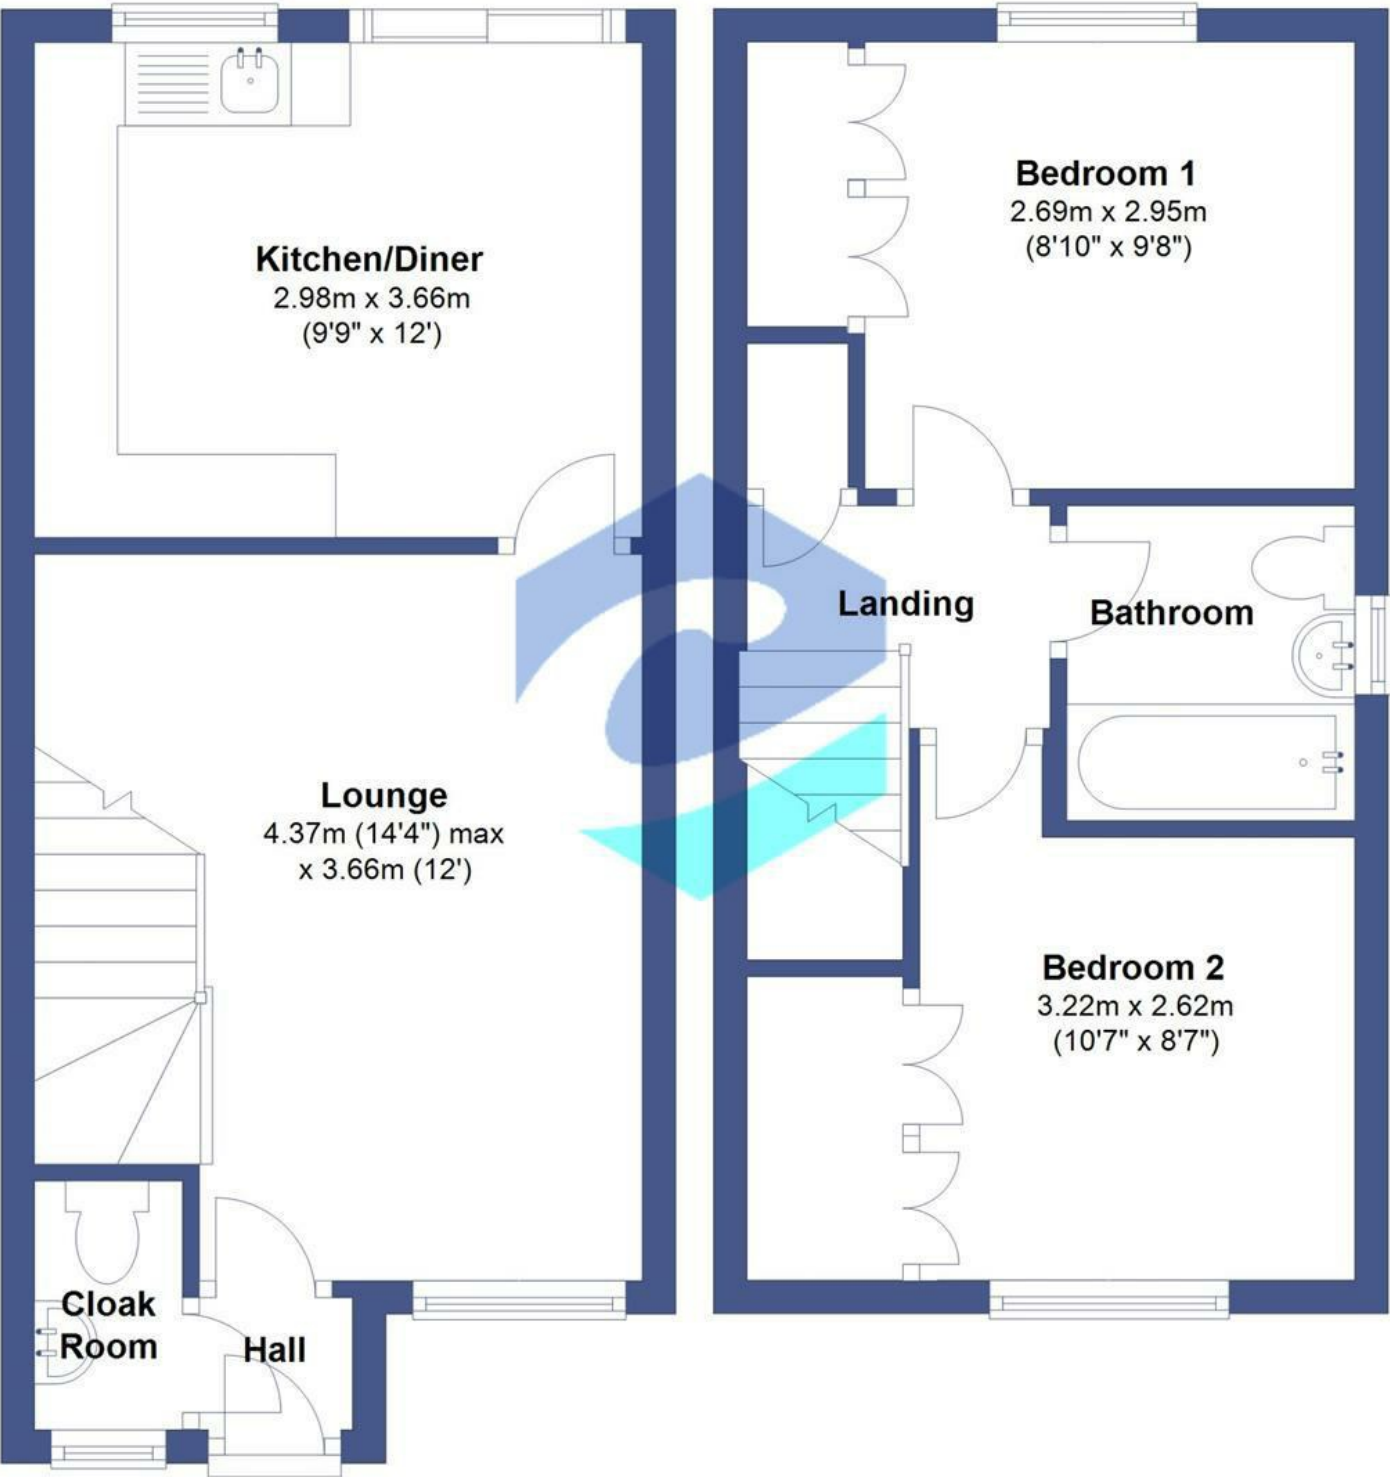 Kitchen/Diner
2.98m x 3.66m
(9'9" x 12')
Lounge
4.37m (14'4") max
x 3.66m (12')
Cloak
Room
Hall
Bedroom 1
2.69m x 2.95m
(8'10" x 9'8")
Landing
Bathroom
Bedroom 2
3.22m x 2.62m
(10'7" x 8'7")